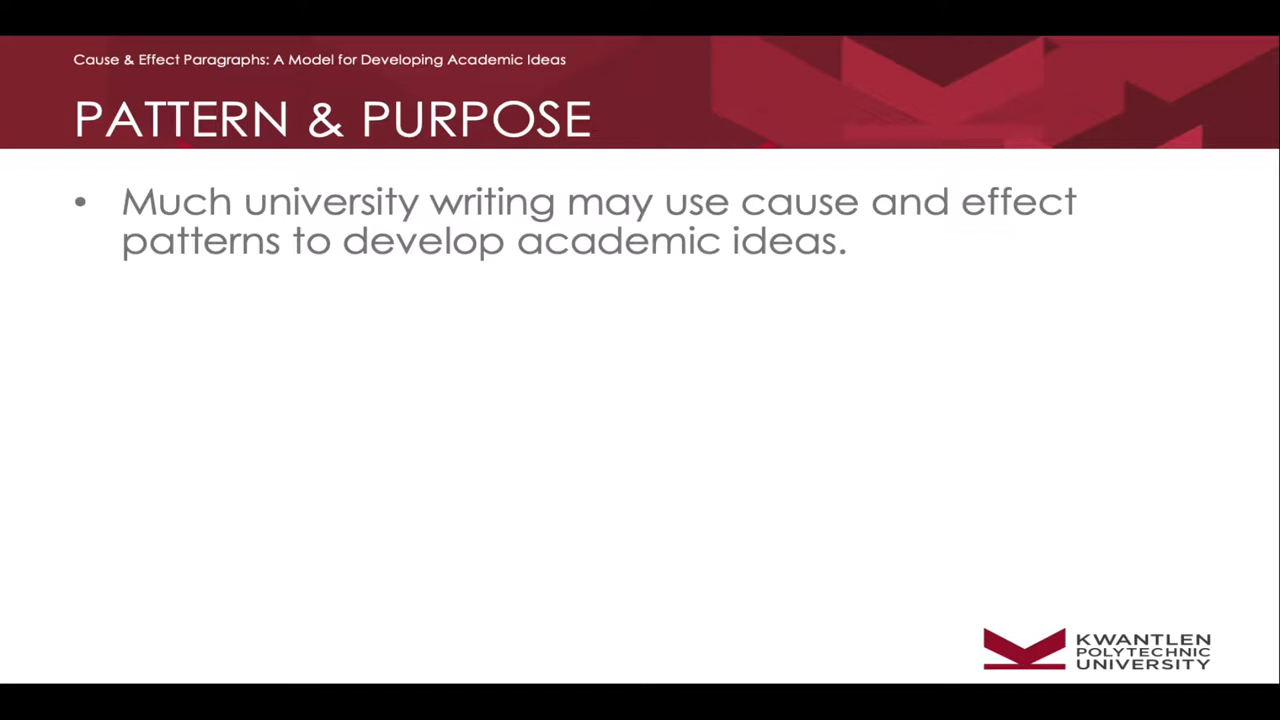 Cause & Effect Paragraphs: A Model for Developing Academic Ideas
PATTERN & PURPOSE
• Much university writing may use cause and effect
patterns to develop academic ideas.
KWANTLEN
POLYTECHNIC
UNIVERSITY